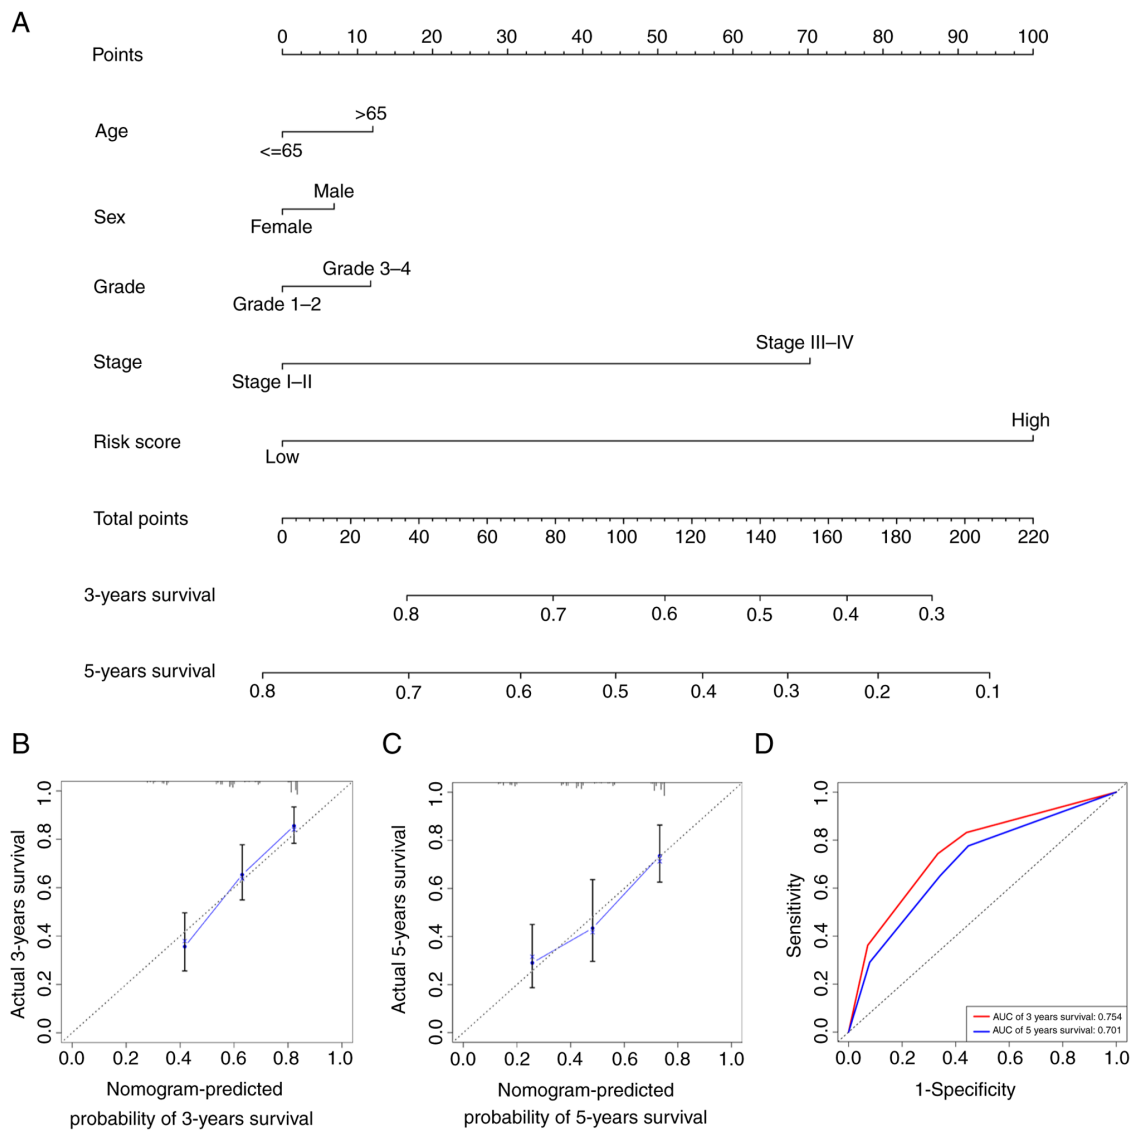 A
Points
0 10 20 30 40 50 60 70 80 90 100
Age
>65
<=65
Sex
Male
Female
Grade
Grade 3–4
Grade 1–2
Stage
Stage III–IV
Stage I–II
Risk score
High
Low
Total points
0 20 40 60 80 100 120 140 160 180 200 220
3-years survival
0.8 0.7 0.6 0.5 0.4 0.3
5-years survival
0.8 0.7 0.6 0.5 0.4 0.3 0.2 0.1
B
Actual 3-years survival
1.0
0.8
0.6
0.4
0.2
0.0
0.0 0.2 0.4 0.6 0.8 1.0
Nomogram-predicted
probability of 3-years survival
C
Actual 5-years survival
1.0
0.8
0.6
0.4
0.2
0.0
0.0 0.2 0.4 0.6 0.8 1.0
Nomogram-predicted
probability of 5-years survival
D
Sensitivity
1.0
0.8
0.6
0.4
0.2
0.0
AUC of 3 years survival: 0.754
AUC of 5 years survival: 0.701
0.0 0.2 0.4 0.6 0.8 1.0
1-Specificity